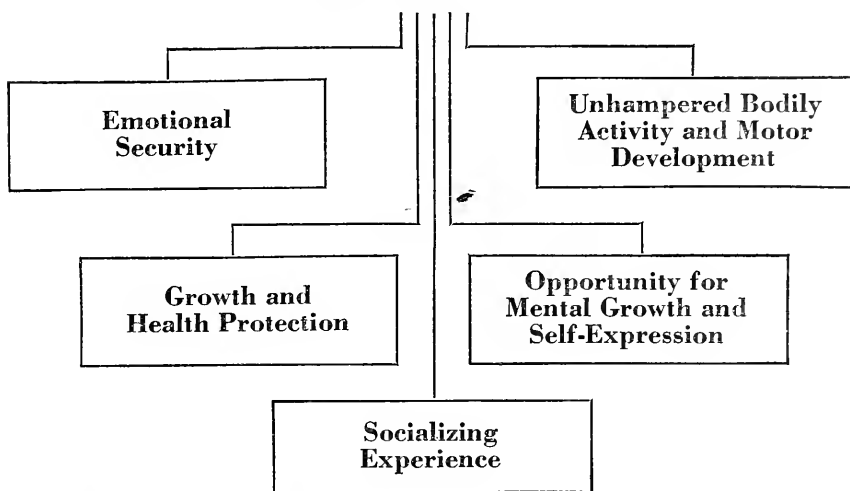 Emotional
Security
Unhampered Bodily
Activity and Motor
Development
Growth and
Health Protection
Opportunity for
Mental Growth and
Self-Expression
Socializing
Experience